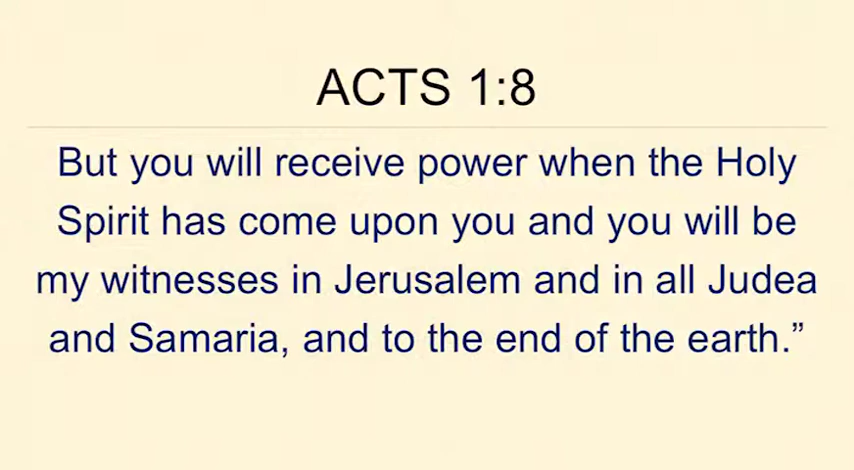 ACTS 1:8
But you will receive power when the Holy
Spirit has come upon you and you will be
my witnesses in Jerusalem and in all Judea
and Samaria, and to the end of the earth.”